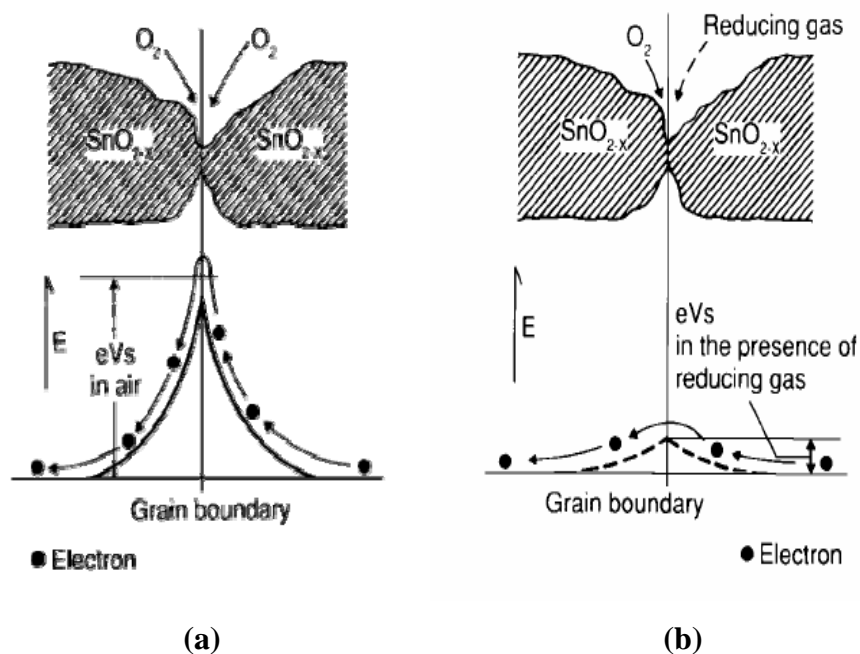 O₂ O₂
SnO₂₋ₓ SnO₂₋ₓ
E
eVs
in air
Grain boundary
Electron
(a)
O₂ Reducing gas
SnO₂₋ₓ SnO₂₋ₓ
E
eVs
in the presence of
reducing gas
Grain boundary
Electron
(b)